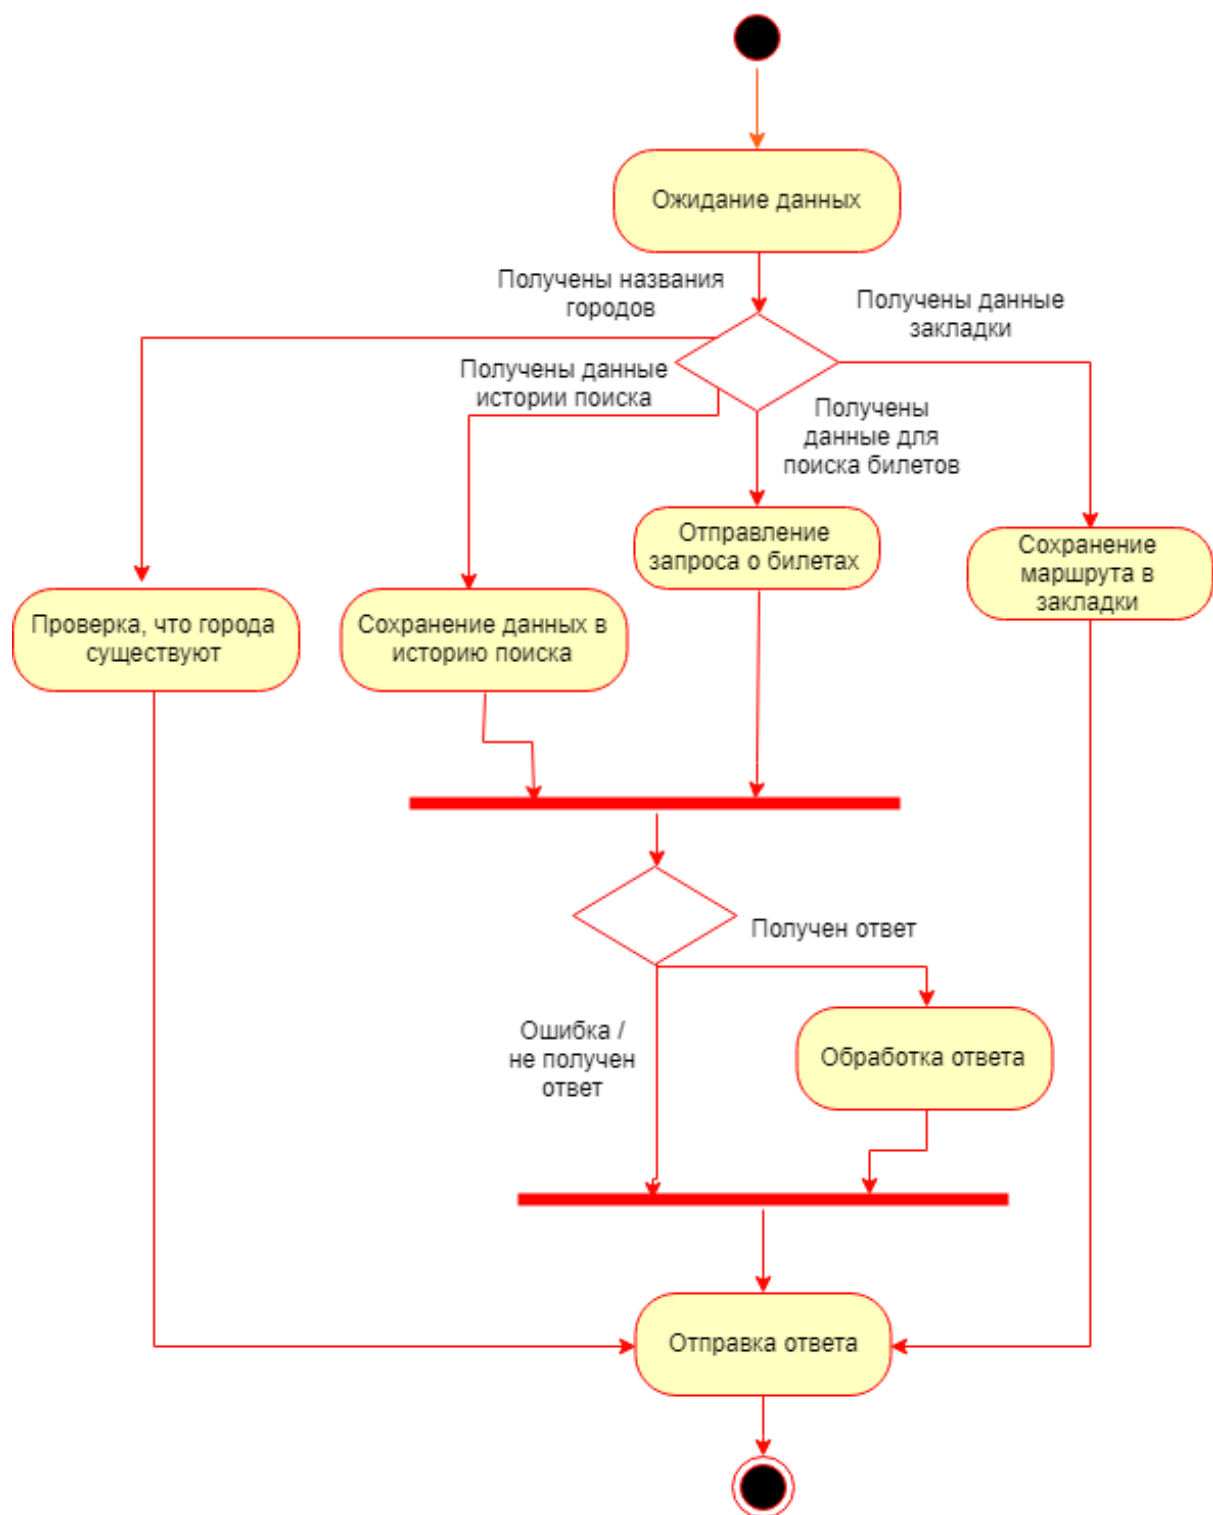 Ожидание данных
Получены названия
городов
Получены данные
закладки
Получены данные
истории поиска
Получены
данные для
поиска билетов
Отправление
запроса о билетах
Сохранение
маршрута в
закладки
Проверка, что города
существуют
Сохранение данных в
историю поиска
Получен ответ
Ошибка /
не получен
ответ
Обработка ответа
Отправка ответа